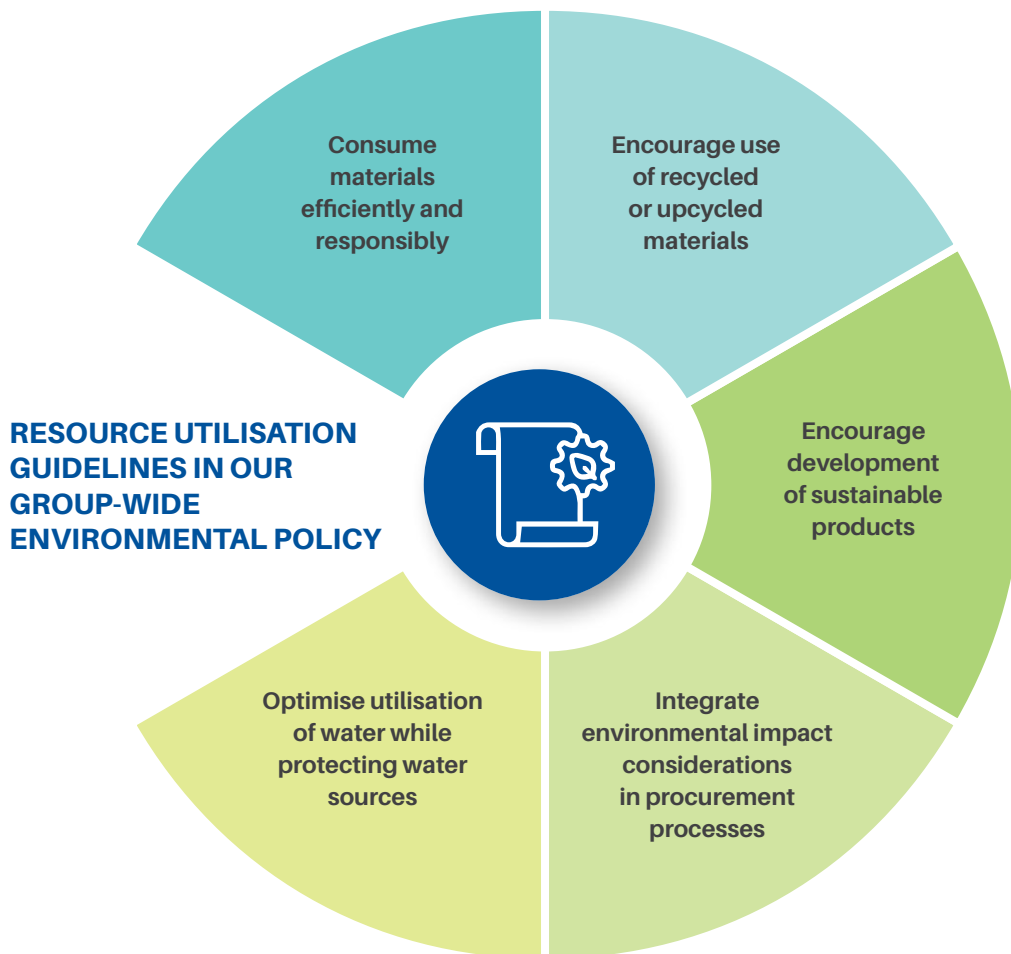 RESOURCE UTILISATION
GUIDELINES IN OUR
GROUP-WIDE
ENVIRONMENTAL POLICY
Consume
materials
efficiently and
responsibly
Encourage use
of recycled
or upcycled
materials
Encourage
development
of sustainable
products
Integrate
environmental impact
considerations
in procurement
processes
Optimise utilisation
of water while
protecting water
sources